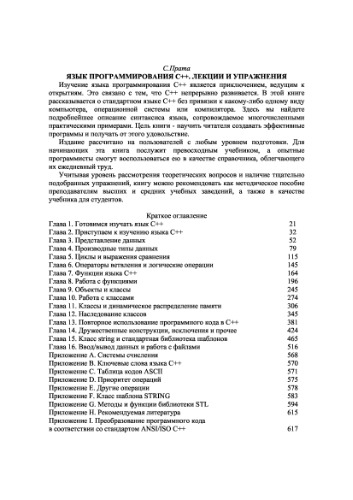 С.Прата
ЯЗЫК ПРОГРАММИРОВАНИЯ С++. ЛЕКЦИИ И УПРАЖНЕНИЯ
Изучение языка программирования С++ является приключением, ведущим к
открытиям. Это связано с тем, что С++ непрерывно развивается. В этой книге
рассказывается о стандартном языке С++ без привязки к какому-либо одному виду
компьютера, операционной системы или компилятора. Здесь вы найдете
подробнейшее описание синтаксиса языка, сопровождаемое многочисленными
практическими примерами. Цель книги - научить читателя создавать эффективные
программы и получать от этого удовольствие.
Издание рассчитано на пользователей с любым уровнем подготовки. Для
начинающих эта книга послужит превосходным учебником, а опытные
программисты смогут воспользоваться ею в качестве справочника, облегчающего
их ежедневный труд.
Учитывая уровень рассмотрения теоретических вопросов и наличие тщательно
подобранных упражнений, книгу можно рекомендовать как методическое пособие
преподавателям высших и средних учебных заведений, а также в качестве
учебника для студентов.
Краткое оглавление
Глава 1. Готовимся изучать язык С++ 21
Глава 2. Приступаем к изучению языка С++ 32
Глава 3. Представление данных 52
Глава 4. Производные типы данных 79
Глава 5. Циклы и выражения сравнения 115
Глава 6. Операторы ветвления и логические операции 145
Глава 7. Функции языка С++ 164
Глава 8. Работа с функциями 196
Глава 9. Объекты и классы 245
Глава 10. Работа с классами 274
Глава 11. Классы и динамическое распределение памяти 306
Глава 12. Наследование классов 345
Глава 13. Повторное использование программного кода в С++ 381
Глава 14. Дружественные конструкции, исключения и прочее 424
Глава 15. Класс string и стандартная библиотека шаблонов 465
Глава 16. Ввод/вывод данных и работа с файлами 516
Приложение А. Системы счисления 568
Приложение B. Ключевые слова языка С++ 570
Приложение C. Таблица кодов ASCII 571
Приложение D. Приоритет операций 575
Приложение E. Другие операции 578
Приложение F. Класс шаблона STRING 583
Приложение G. Методы и функции библиотеки STL 594
Приложение H. Рекомендуемая литература 615
Приложение I. Преобразование программного кода
в соответствии со стандартом ANSI/ISO С++ 617